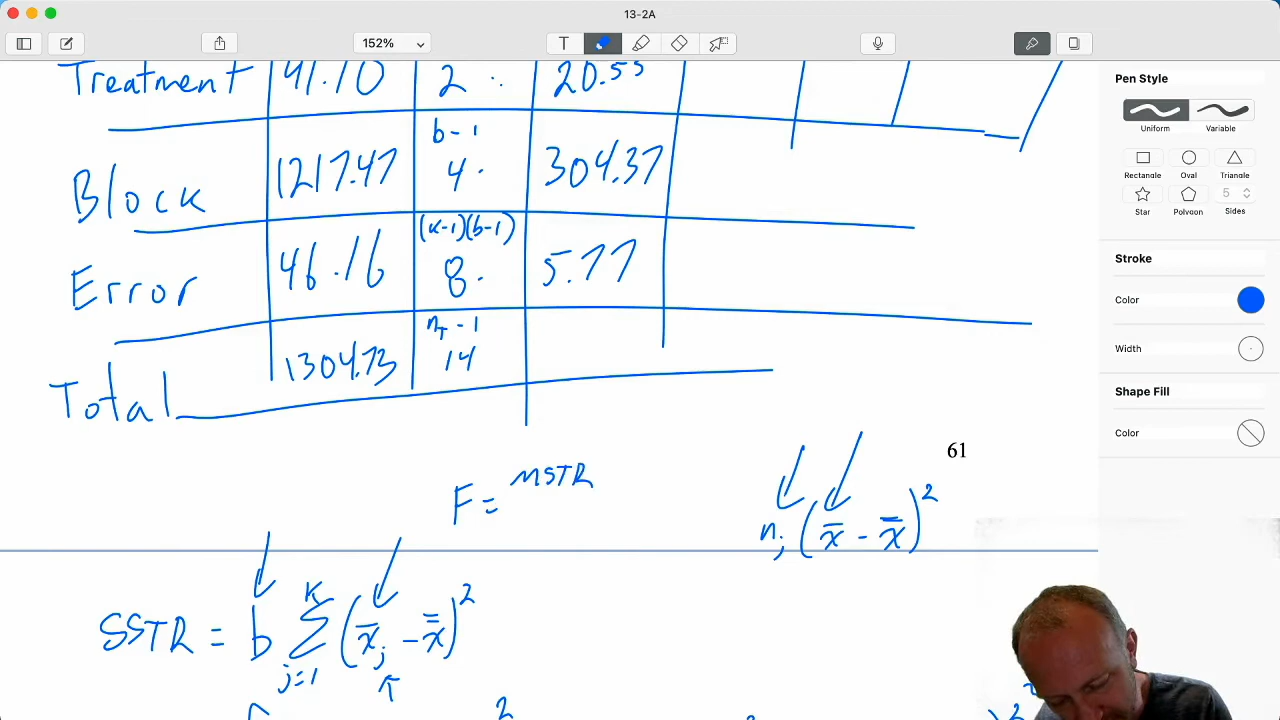 13-2A
152%
T
Pen Style
Uniform Variable
Rectangle Oval Triangle
Star Polygon Sides
5
Stroke
Color
Width
Shape Fill
Color
Treatment 41.10 2 20.55
b-1
Block 1217.47 4 304.37
(k-1)(b-1)
Error 46.16 8 5.77
nT -1
Total 1304.73 14
61
F = MSTR
nj (x̄ - x̿)²
SSTR = b Σ k j=1 (x̄j - x̿)²